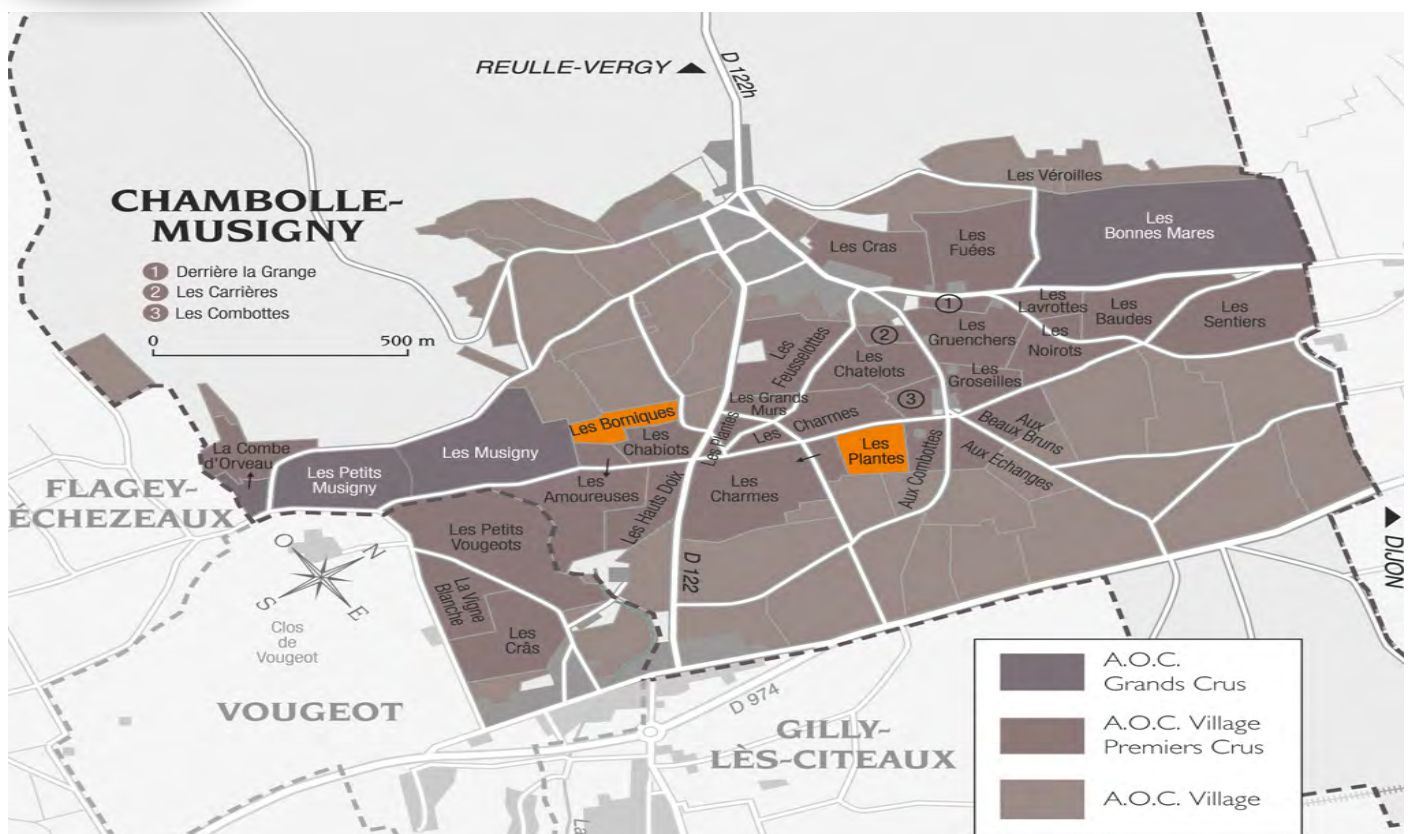 REULLE-VERGY
D 122h
CHAMBOLLE-
MUSIGNY
1 Derrière la Grange
2 Les Carrières
3 Les Combottes
0 500 m
Les Véroilles
Les
Bonnes Mares
Les Cras
Les
Fuées
1
Les
Lavrottes
Les
Baudes
Les
Sentiers
2
Les
Gruenchers
Les
Noirots
Les
Feusselottes
Les
Chatelots
Les
Groseilles
Les Grands
Murs
3
Les Borniques
Les
Chabiots
Les Plantes
Les Charmes
Les
Plantes
Aux
Beaux Bruns
Aux Echanges
Aux Combottes
La Combe
d'Orveau
Les Petits
Musigny
Les Musigny
Les
Amoureuses
Les Hauts Doix
Les
Charmes
FLAGEY-
ÉCHEZEAUX
Les Petits
Vougeots
La Vigne
Blanche
Les
Crâs
O
N
S
E
Clos
de
Vougeot
VOUGEOT
D 122
DIJON
D 974
GILLY-
LÈS-CITEAUX
La
A.O.C.
Grands Crus
A.O.C. Village
Premiers Crus
A.O.C. Village